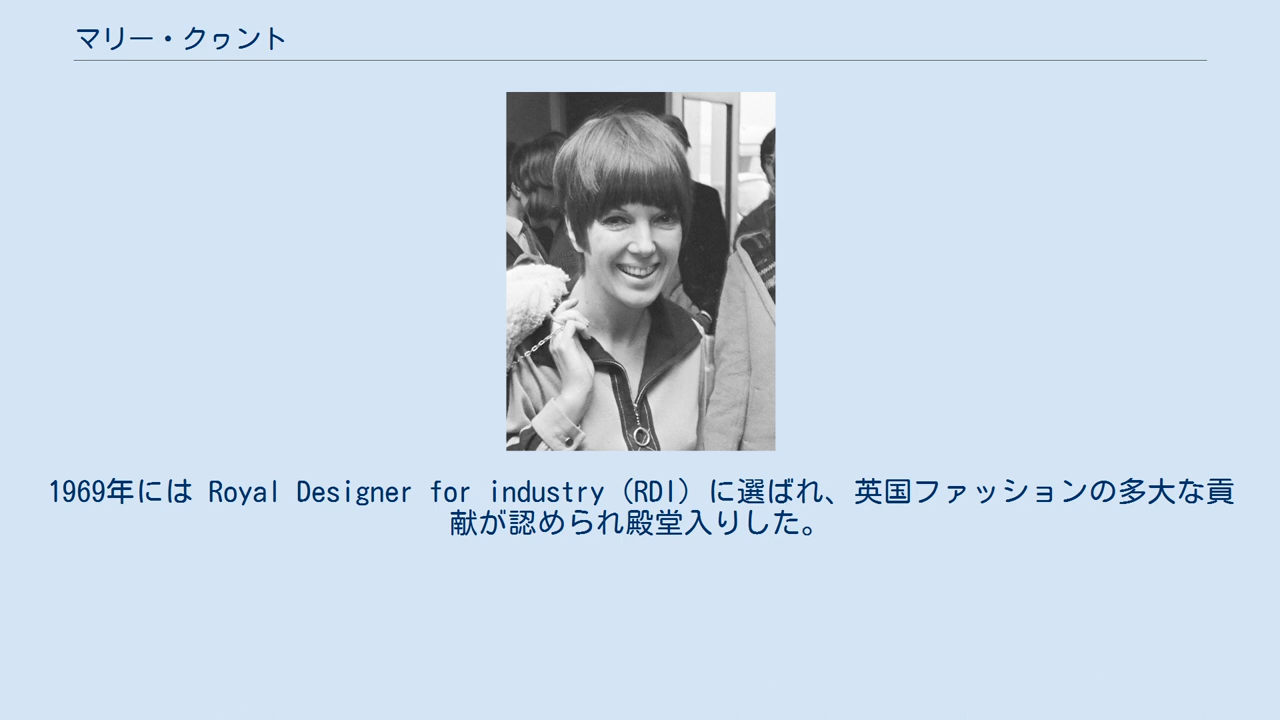 マリー・クヮント
1969年には Royal Designer for industry（RDI）に選ばれ、英国ファッションの多大な貢
献が認められ殿堂入りした。